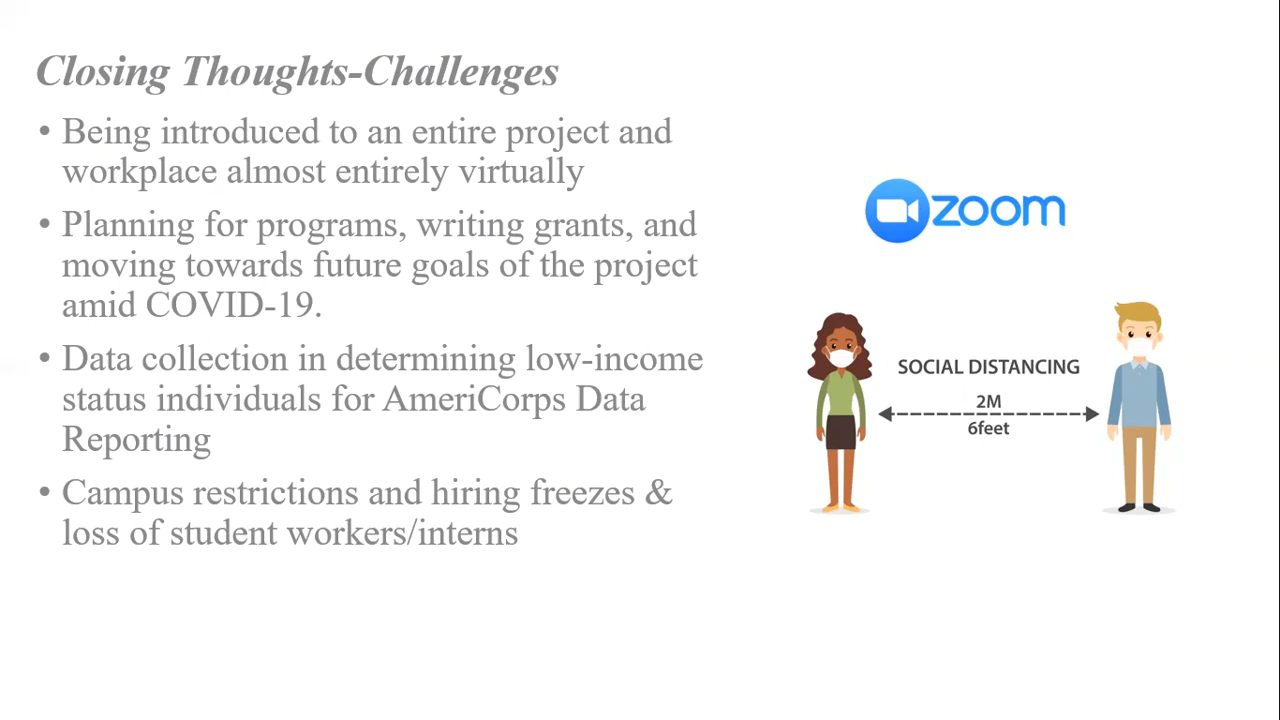 Closing Thoughts-Challenges
• Being introduced to an entire project and
workplace almost entirely virtually
• Planning for programs, writing grants, and
moving towards future goals of the project
amid COVID-19.
• Data collection in determining low-income
status individuals for AmeriCorps Data
Reporting
• Campus restrictions and hiring freezes &
loss of student workers/interns
zoom
SOCIAL DISTANCING
2M
6feet